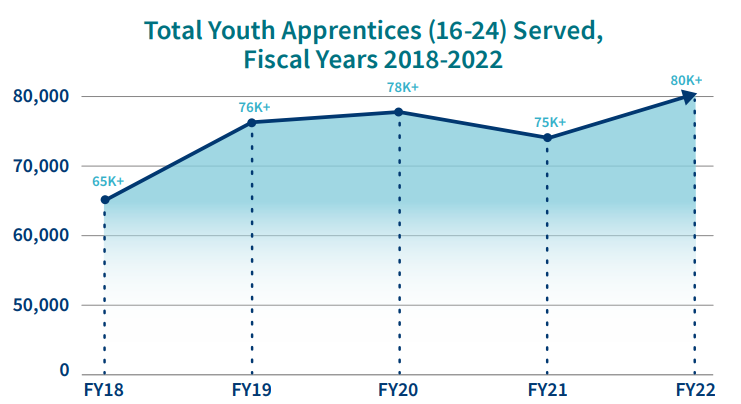 Total Youth Apprentices (16-24) Served,
Fiscal Years 2018-2022
80K+
78K+
80,000
76K+
75K+
70,000
65K+
60,000
50,000
0
FY18 FY19 FY20 FY21 FY22